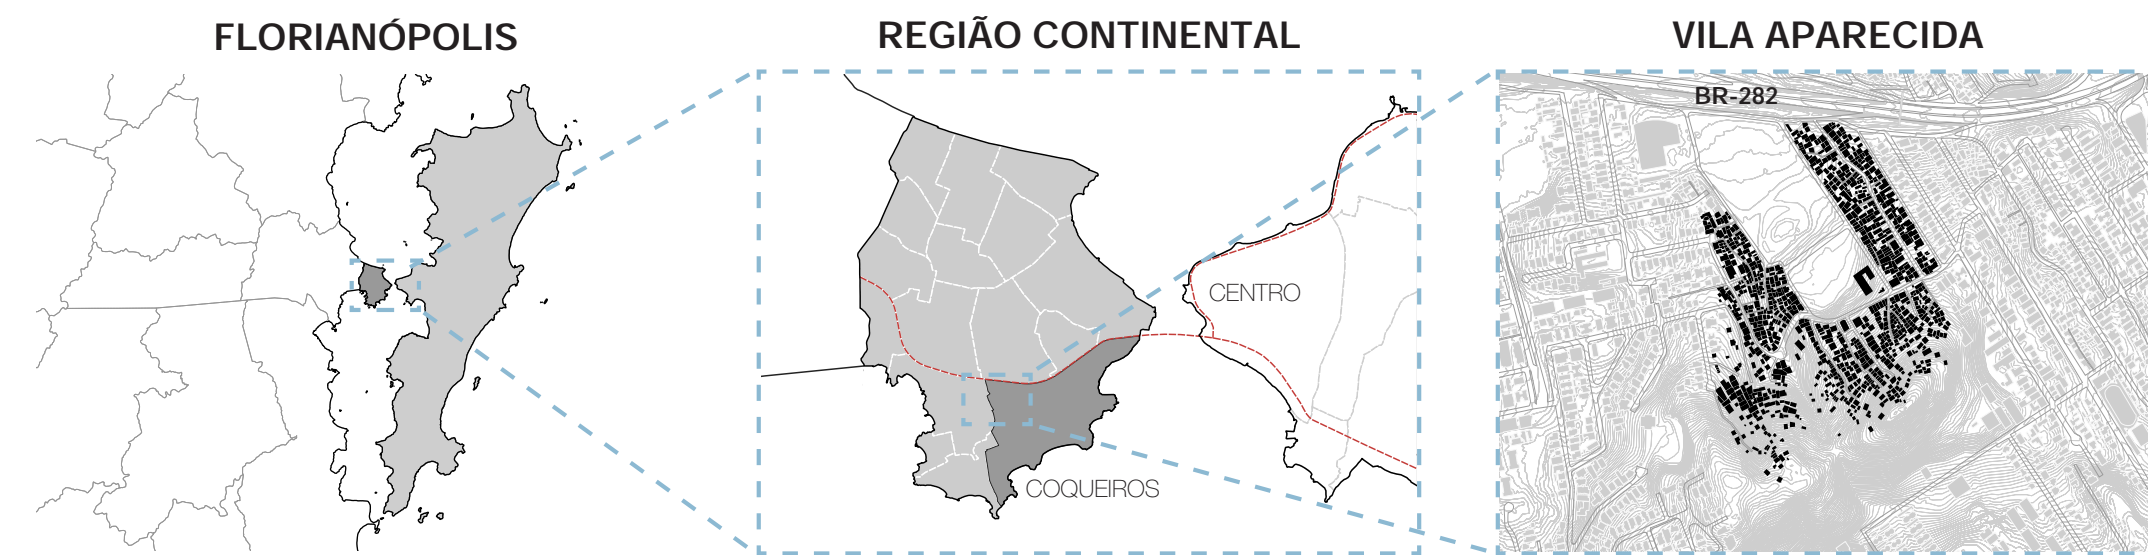 FLORIANÓPOLIS
REGIÃO CONTINENTAL
VILA APARECIDA
BR-282
CENTRO
COQUEIROS